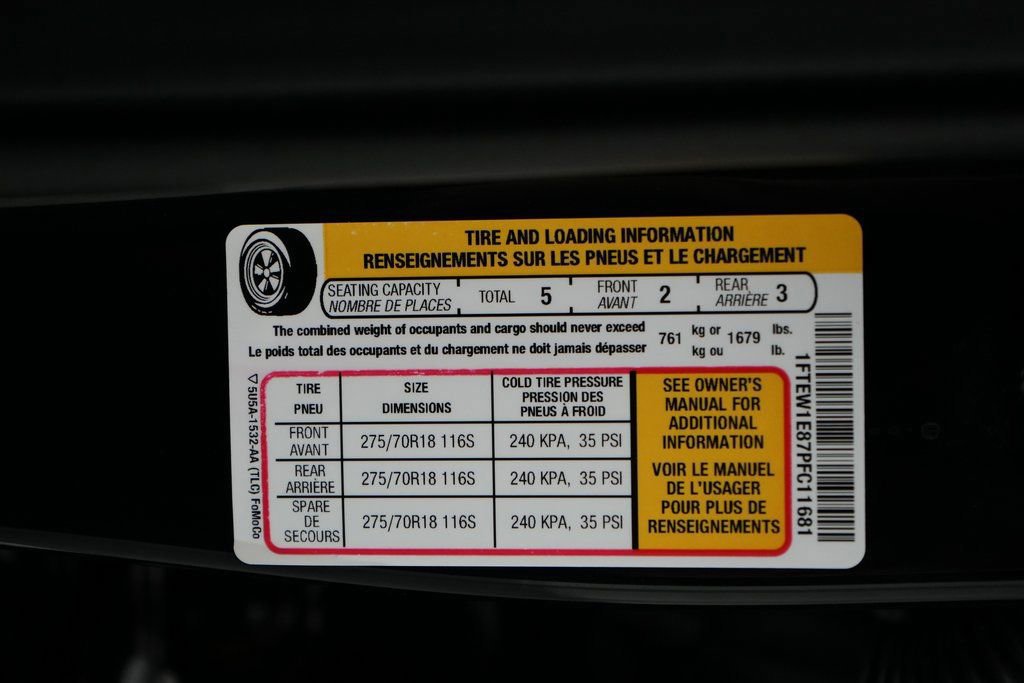 TIRE AND LOADING INFORMATION
RENSEIGNEMENTS SUR LES PNEUS ET LE CHARGEMENT
SEATING CAPACITY
NOMBRE DE PLACES
TOTAL 5
FRONT
AVANT
2
REAR
ARRIÈRE
3
The combined weight of occupants and cargo should never exceed
Le poids total des occupants et du chargement ne doit jamais dépasser
761
kg or
kg ou
1679
lbs.
lb.
TIRE
PNEU
SIZE
DIMENSIONS
COLD TIRE PRESSURE
PRESSION DES
PNEUS À FROID
FRONT
AVANT
275/70R18 116S
240 KPA, 35 PSI
REAR
ARRIÈRE
275/70R18 116S
240 KPA, 35 PSI
SPARE
DE
SECOURS
275/70R18 116S
240 KPA, 35 PSI
SEE OWNER'S
MANUAL FOR
ADDITIONAL
INFORMATION
VOIR LE MANUEL
DE L'USAGER
POUR PLUS DE
RENSEIGNEMENTS
5U5A-1532-AA (TLC) FoMoCo
1FTEW1E87PFC11681